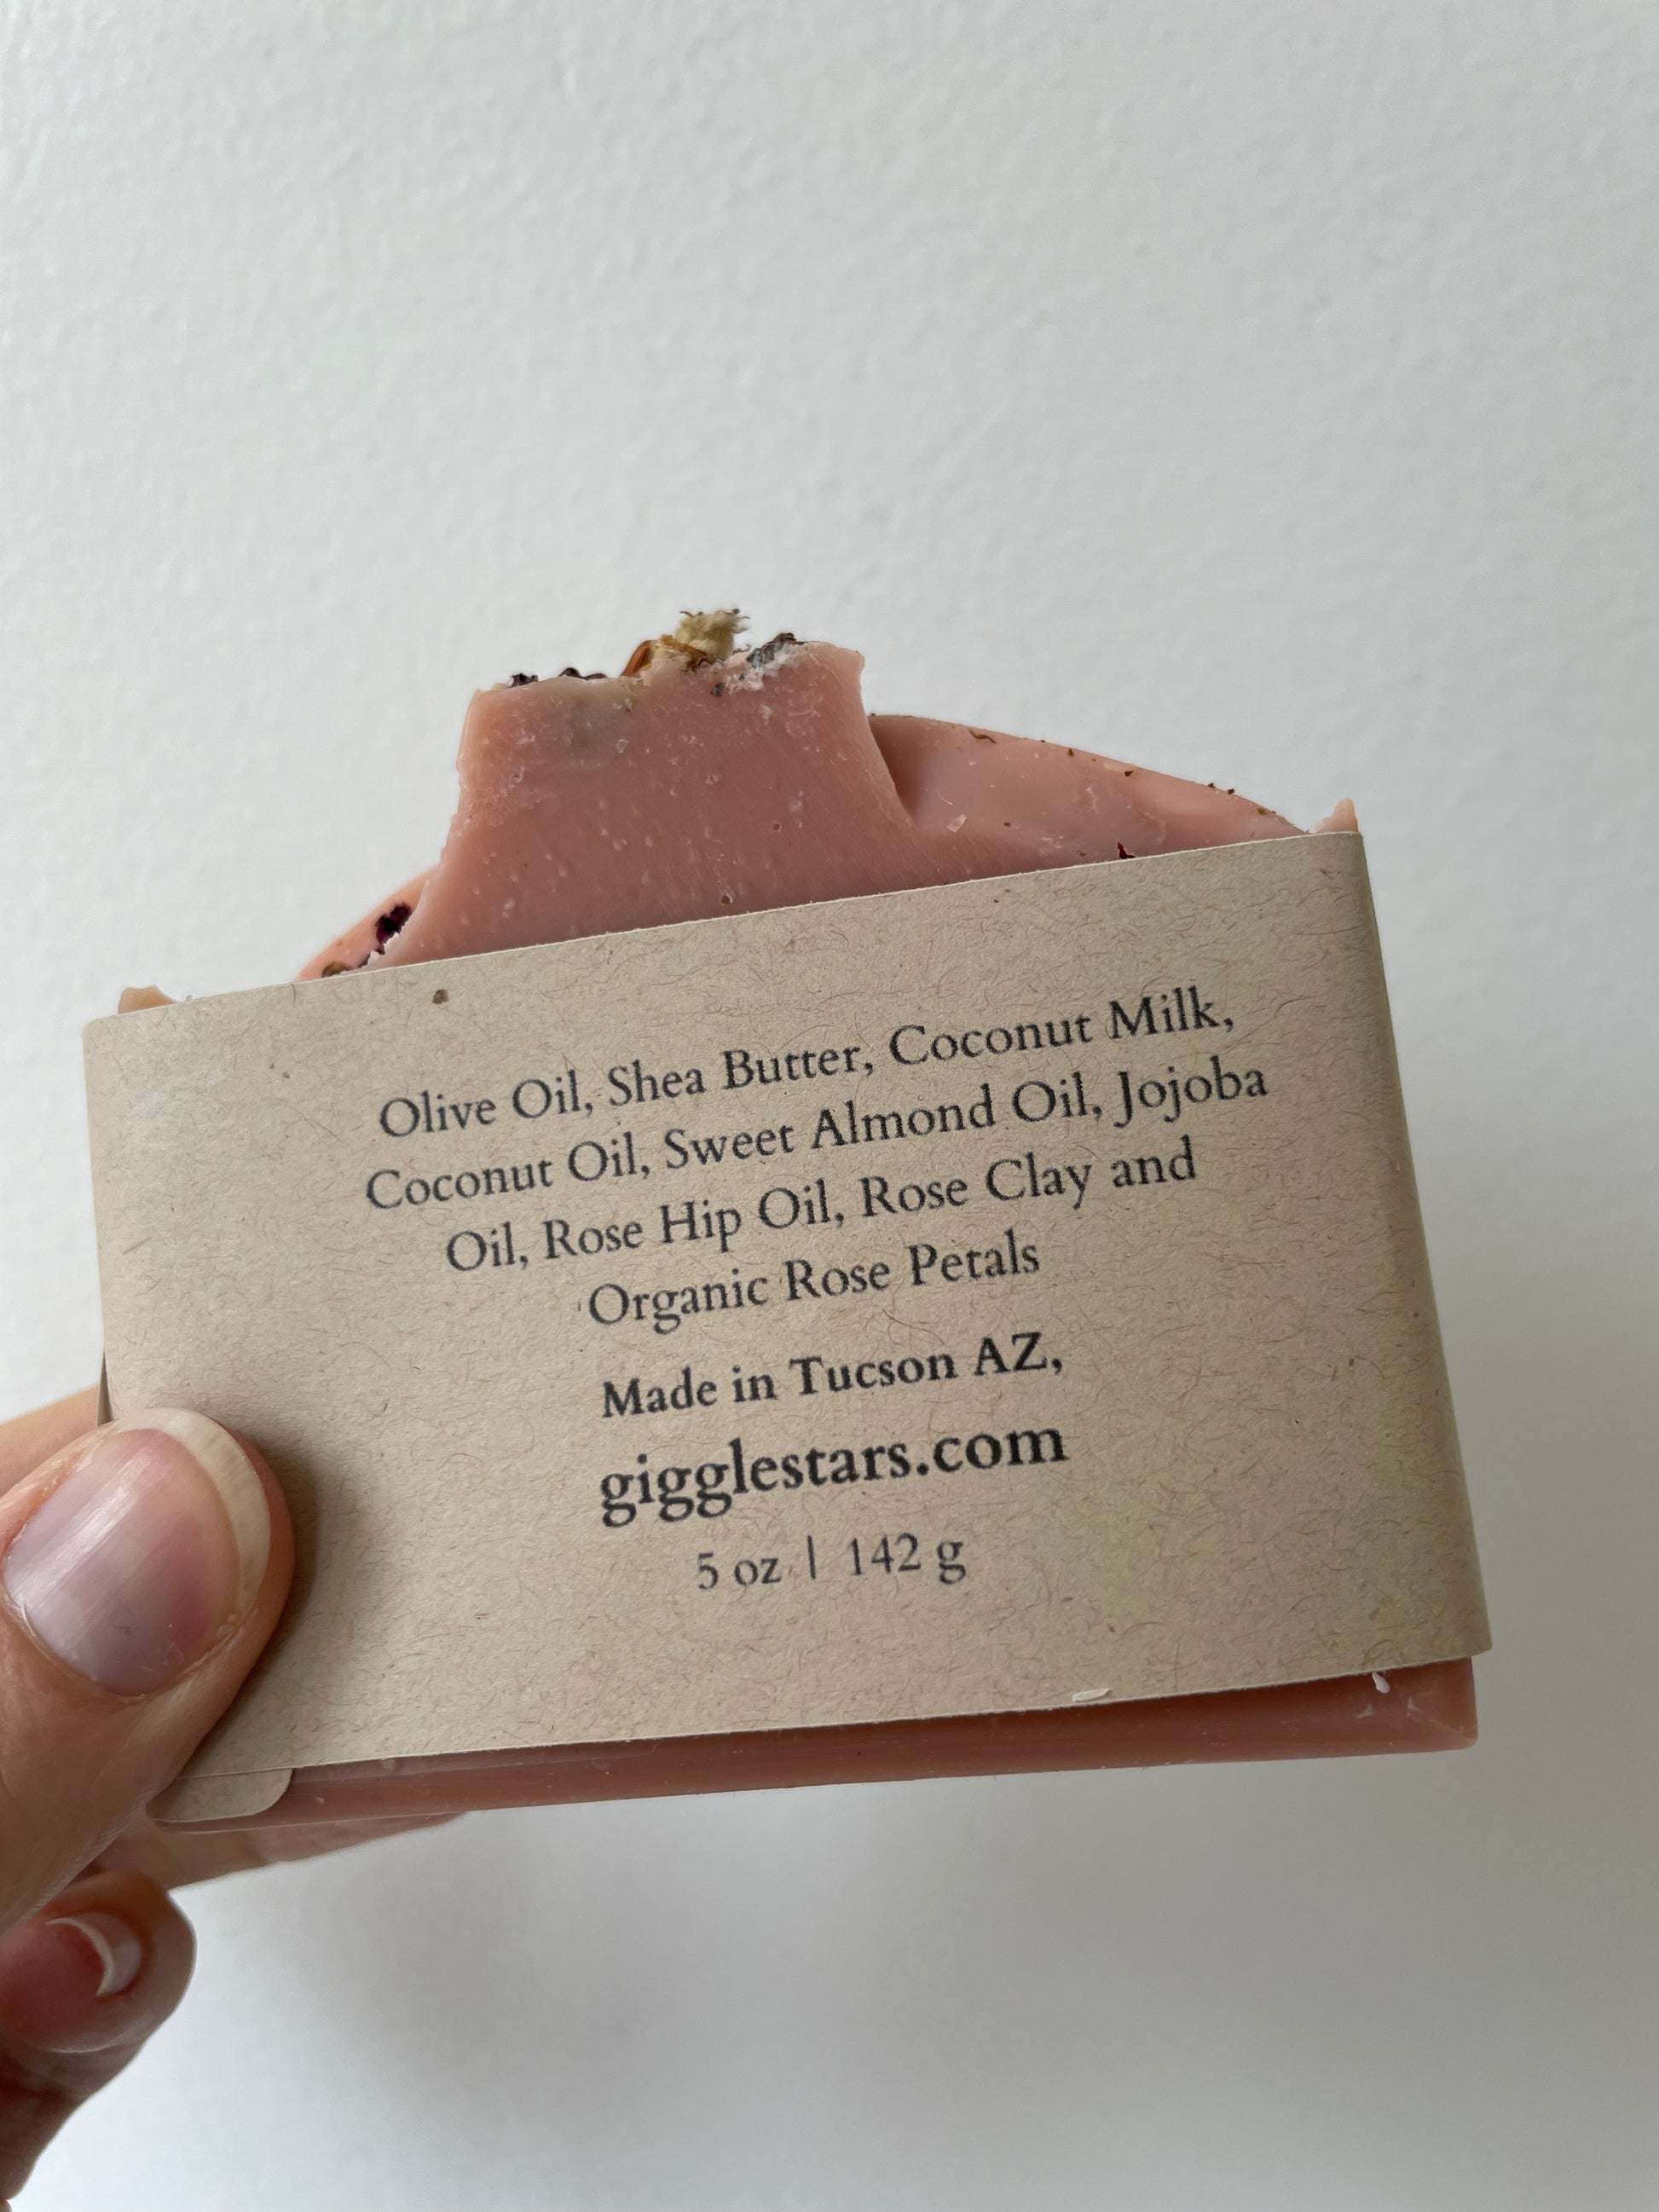 Olive Oil, Shea Butter, Coconut Milk,
Coconut Oil, Sweet Almond Oil, Jojoba
Oil, Rose Hip Oil, Rose Clay and
Organic Rose Petals
Made in Tucson AZ,
gigglestars.com
5 oz | 142 g